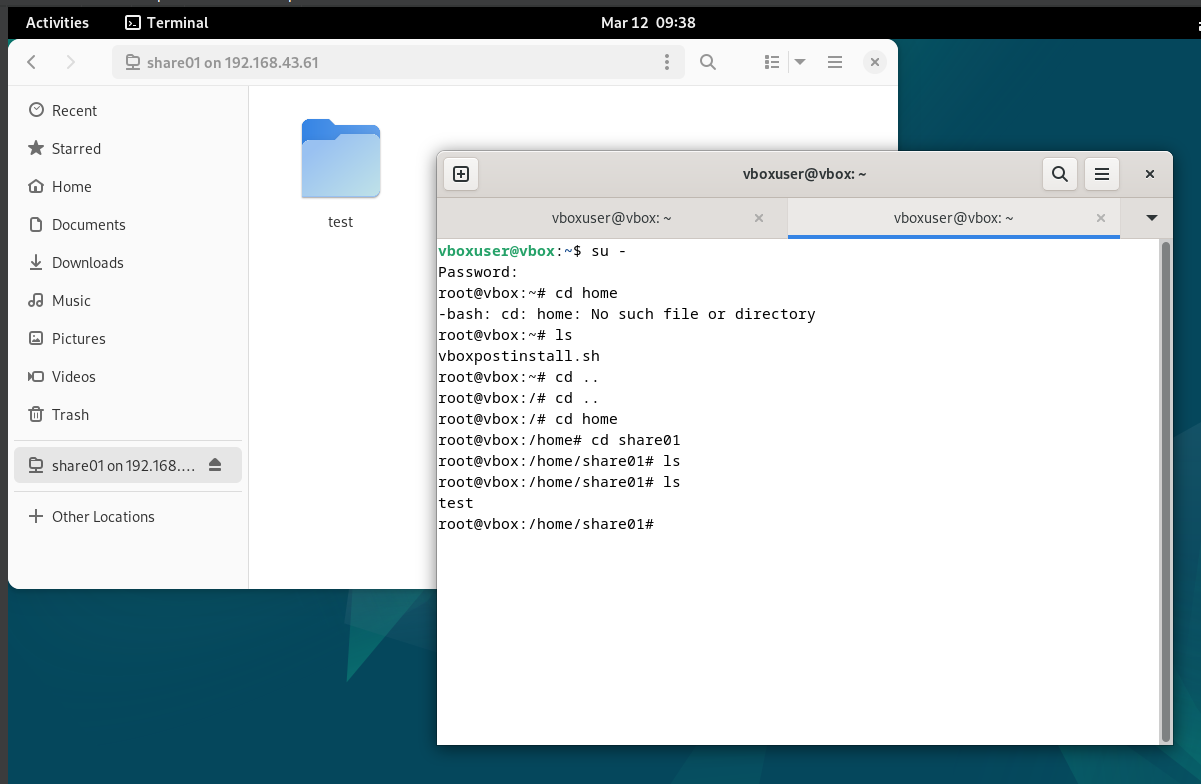 Activities
Terminal
Mar 12 09:38
share01 on 192.168.43.61
Recent
Starred
Home
Documents
Downloads
Music
Pictures
Videos
Trash
share01 on 192.168.…
Other Locations
test
vboxuser@vbox: ~
vboxuser@vbox: ~
vboxuser@vbox: ~
vboxuser@vbox:~$ su -
Password:
root@vbox:~# cd home
-bash: cd: home: No such file or directory
root@vbox:~# ls
vboxpostinstall.sh
root@vbox:~# cd ..
root@vbox:/# cd ..
root@vbox:/# cd home
root@vbox:/home# cd share01
root@vbox:/home/share01# ls
root@vbox:/home/share01# ls
test
root@vbox:/home/share01#